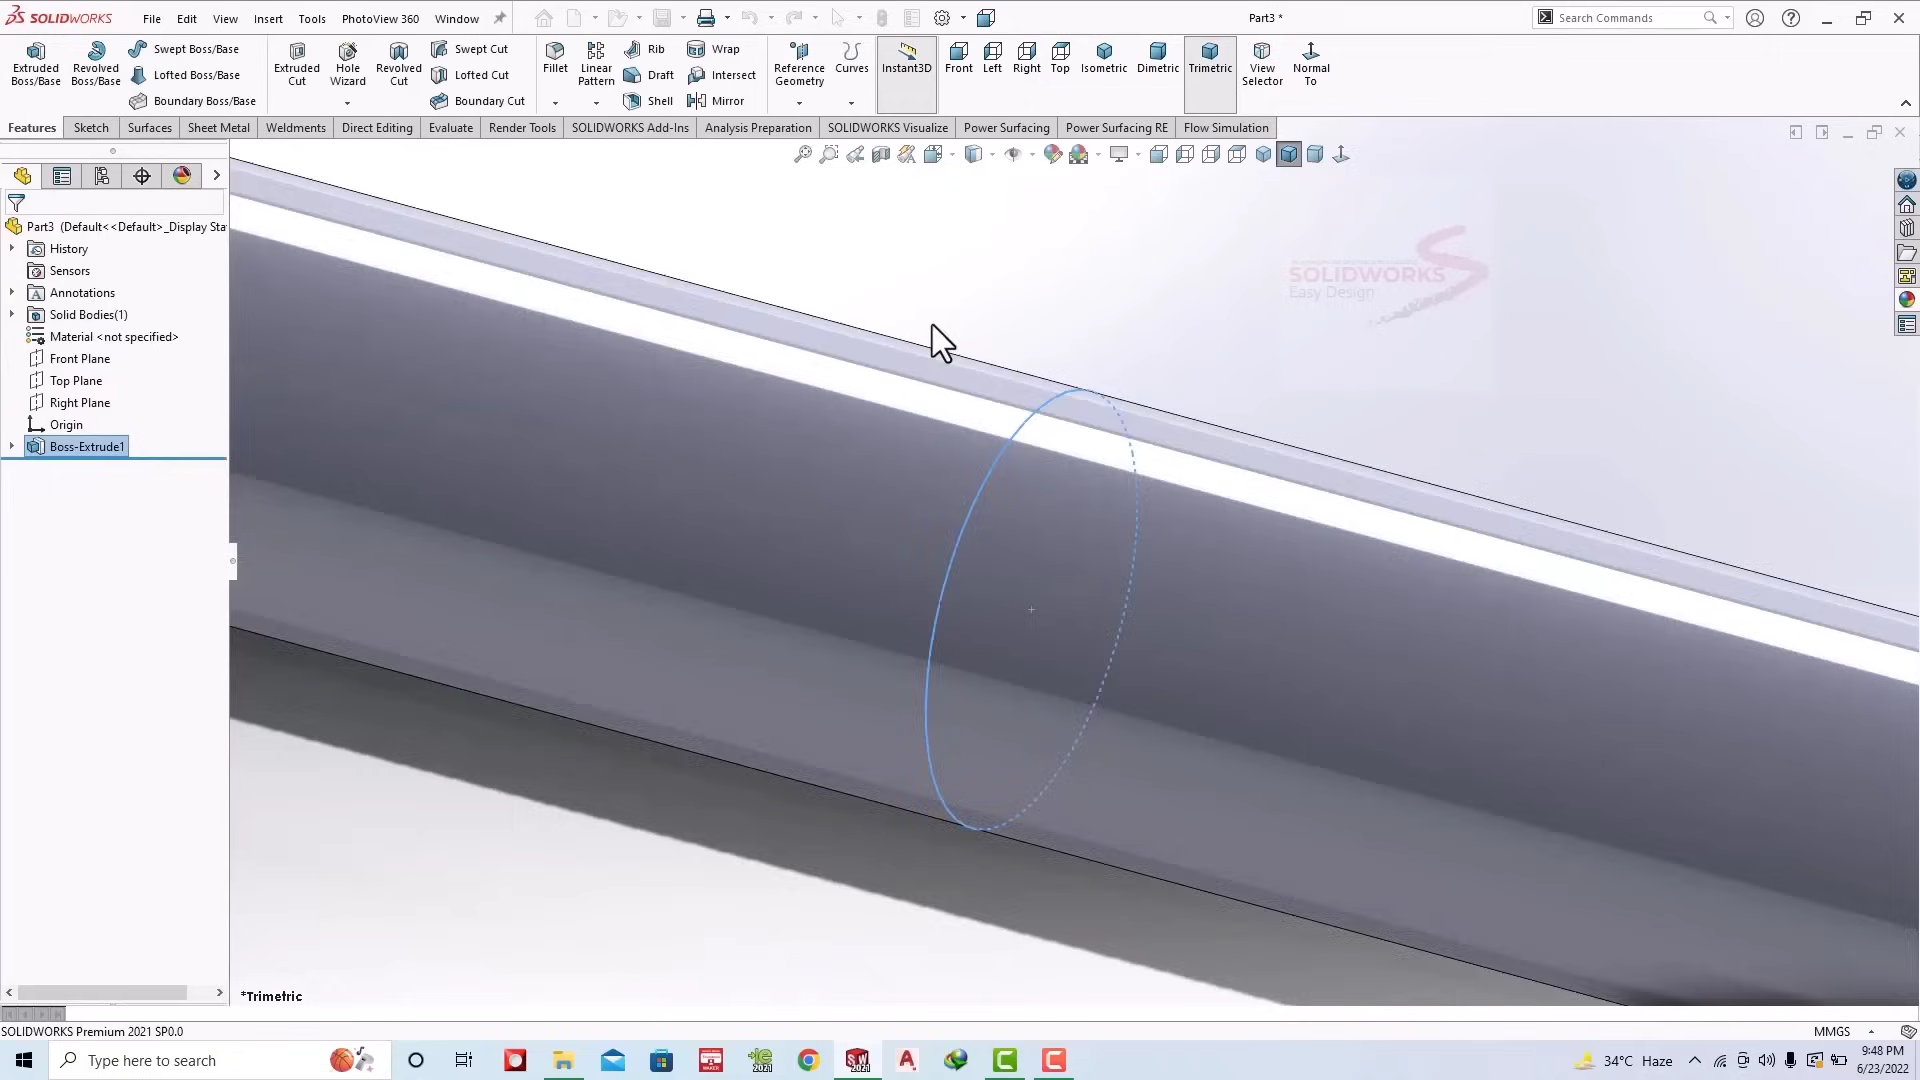 SOLIDWORKS
File Edit View Insert Tools PhotoView 360 Window
Part3 *
Search Commands
Extruded Boss/Base
Revolved Boss/Base
Swept Boss/Base
Lofted Boss/Base
Boundary Boss/Base
Extruded Cut
Hole Wizard
Revolved Cut
Swept Cut
Lofted Cut
Boundary Cut
Fillet
Linear Pattern
Rib
Draft
Shell
Wrap
Intersect
Mirror
Reference Geometry
Curves
Instant3D
Front
Left
Right
Top
Isometric
Dimetric
Trimetric
View Selector
Normal To
Features Sketch Surfaces Sheet Metal Weldments Direct Editing Evaluate Render Tools SOLIDWORKS Add-Ins Analysis Preparation SOLIDWORKS Visualize Power Surfacing Power Surfacing RE Flow Simulation
Part3 (Default<<Default>_Display Sta
History
Sensors
Annotations
Solid Bodies(1)
Material <not specified>
Front Plane
Top Plane
Right Plane
Origin
Boss-Extrude1
SOLIDWORKS
Easy Design
*Trimetric
SOLIDWORKS Premium 2021 SP0.0
MMGS
Type here to search
34°C Haze
9:48 PM
6/23/2022